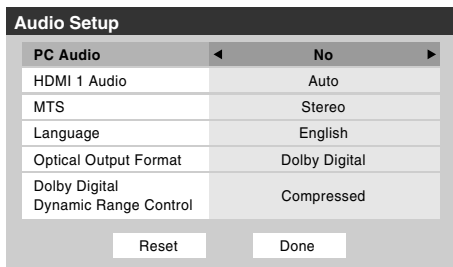 Audio Setup
PC Audio ◀ No ▶
HDMI 1 Audio Auto
MTS Stereo
Language English
Optical Output Format Dolby Digital
Dolby Digital
Dynamic Range Control Compressed
Reset Done